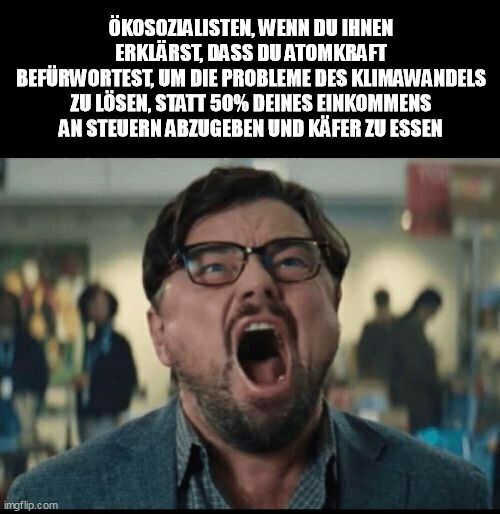 ÖKOSOZIALISTEN, WENN DU IHNEN
ERKLÄRST, DASS DU ATOMKRAFT
BEFÜRWORTEST, UM DIE PROBLEME DES KLIMAWANDELS
ZU LÖSEN, STATT 50% DEINES EINKOMMENS
AN STEUERN ABZUGEBEN UND KÄFER ZU ESSEN
imgflip.com